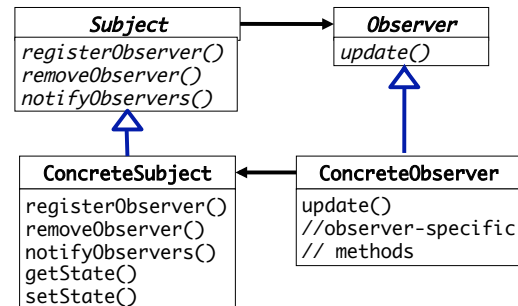 Subject
registerObserver()
removeObserver()
notifyObservers()
Observer
update()
ConcreteSubject
registerObserver()
removeObserver()
notifyObservers()
getState()
setState()
ConcreteObserver
update()
//observer-specific
// methods